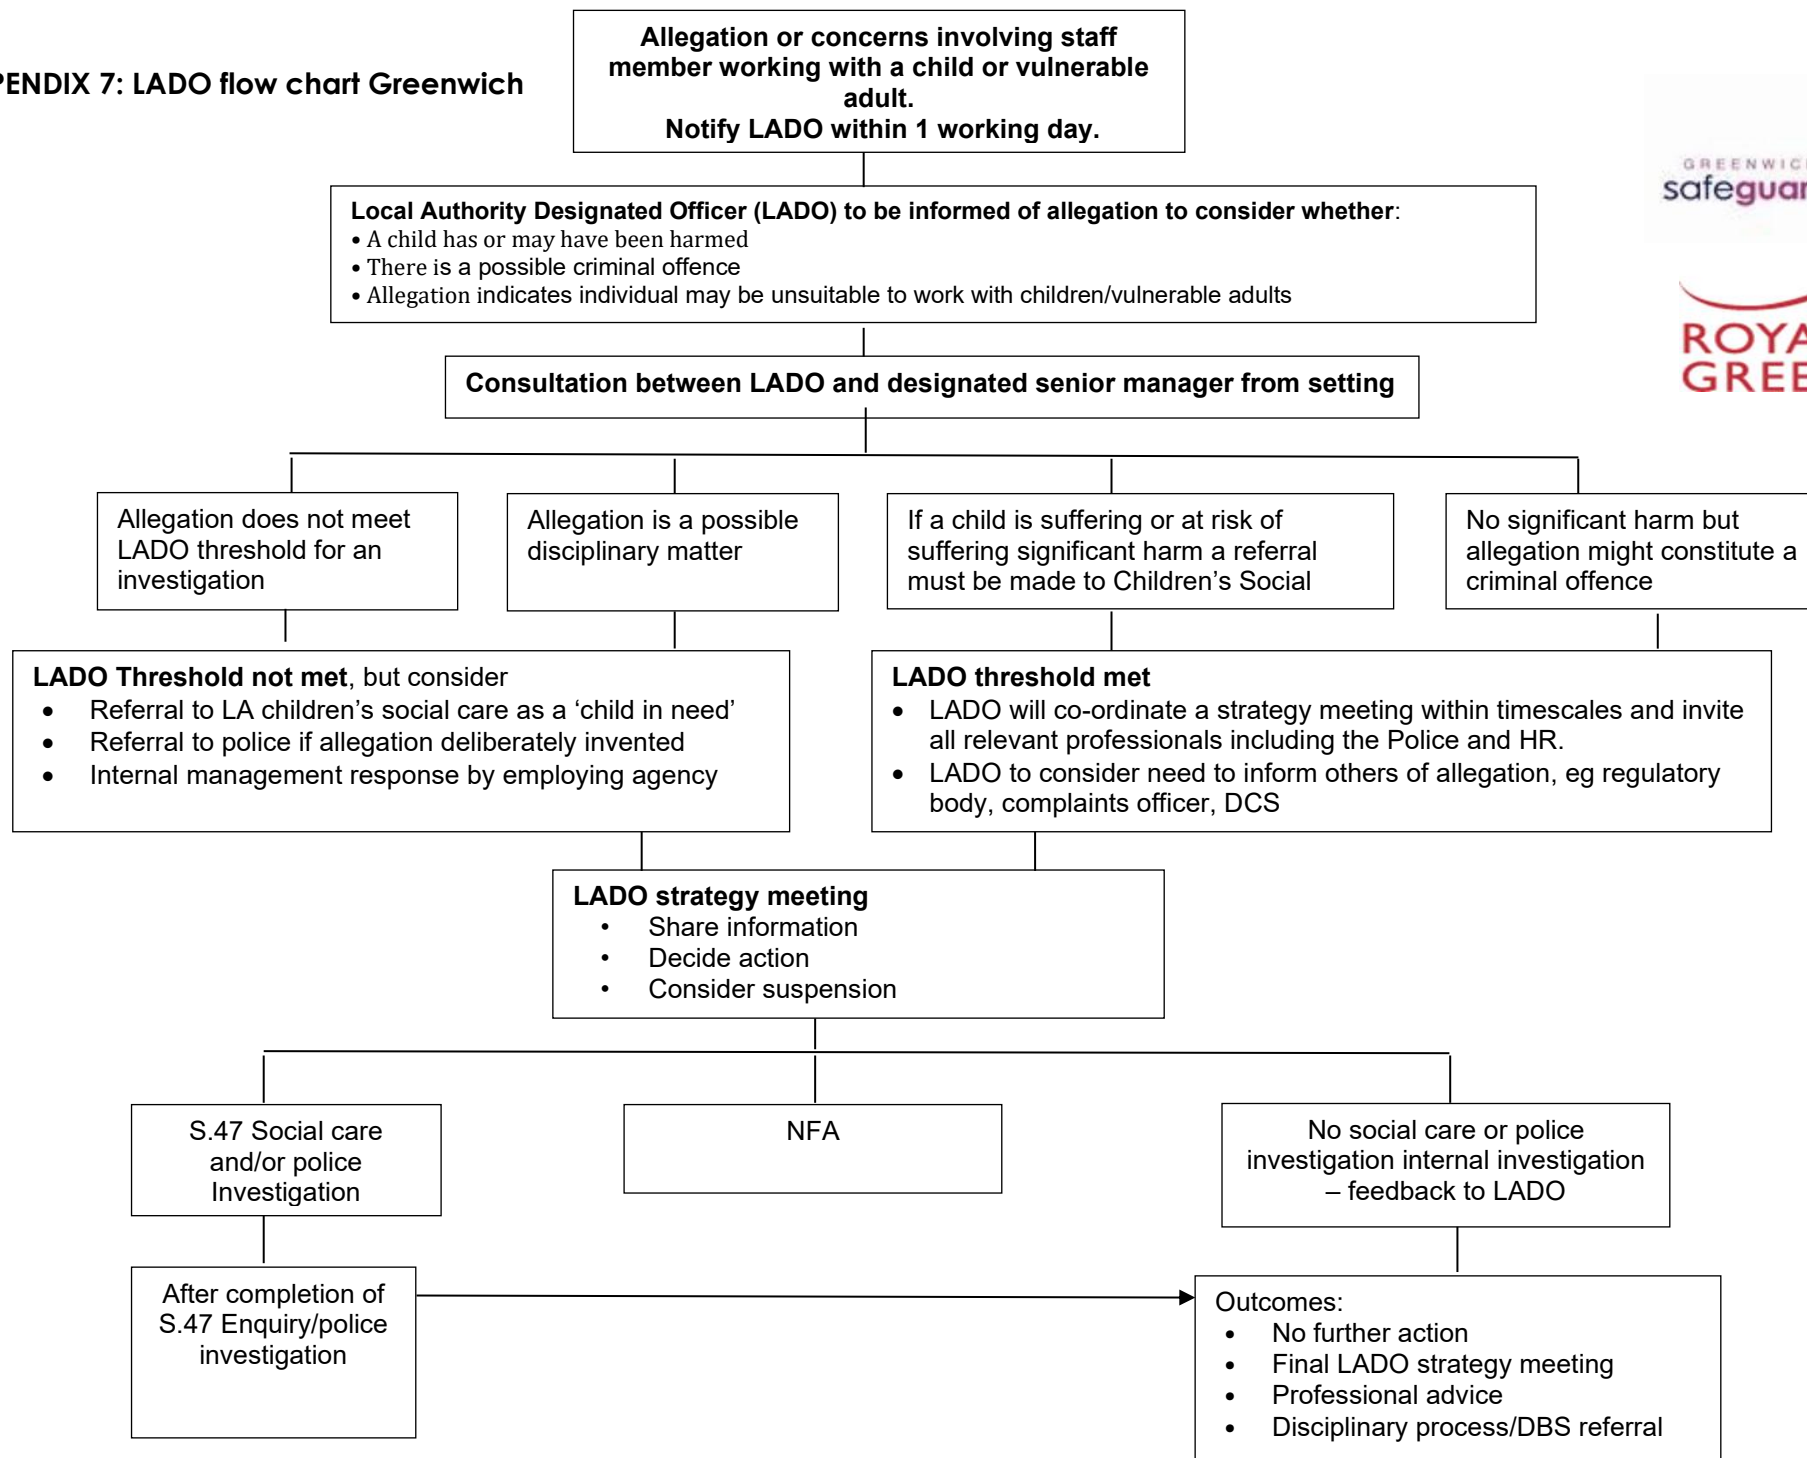 PENDIX 7: LADO flow chart Greenwich
Allegation or concerns involving staff
member working with a child or vulnerable
adult.
Notify LADO within 1 working day.
GREENWIC
safeguar
ROYA
GREE
Local Authority Designated Officer (LADO) to be informed of allegation to consider whether:
• A child has or may have been harmed
• There is a possible criminal offence
• Allegation indicates individual may be unsuitable to work with children/vulnerable adults
Consultation between LADO and designated senior manager from setting
Allegation does not meet
LADO threshold for an
investigation
Allegation is a possible
disciplinary matter
If a child is suffering or at risk of
suffering significant harm a referral
must be made to Children’s Social
No significant harm but
allegation might constitute a
criminal offence
LADO Threshold not met, but consider
• Referral to LA children’s social care as a ‘child in need’
• Referral to police if allegation deliberately invented
• Internal management response by employing agency
LADO threshold met
• LADO will co-ordinate a strategy meeting within timescales and invite
all relevant professionals including the Police and HR.
• LADO to consider need to inform others of allegation, eg regulatory
body, complaints officer, DCS
LADO strategy meeting
• Share information
• Decide action
• Consider suspension
S.47 Social care
and/or police
Investigation
NFA
No social care or police
investigation internal investigation
– feedback to LADO
After completion of
S.47 Enquiry/police
investigation
Outcomes:
• No further action
• Final LADO strategy meeting
• Professional advice
• Disciplinary process/DBS referral